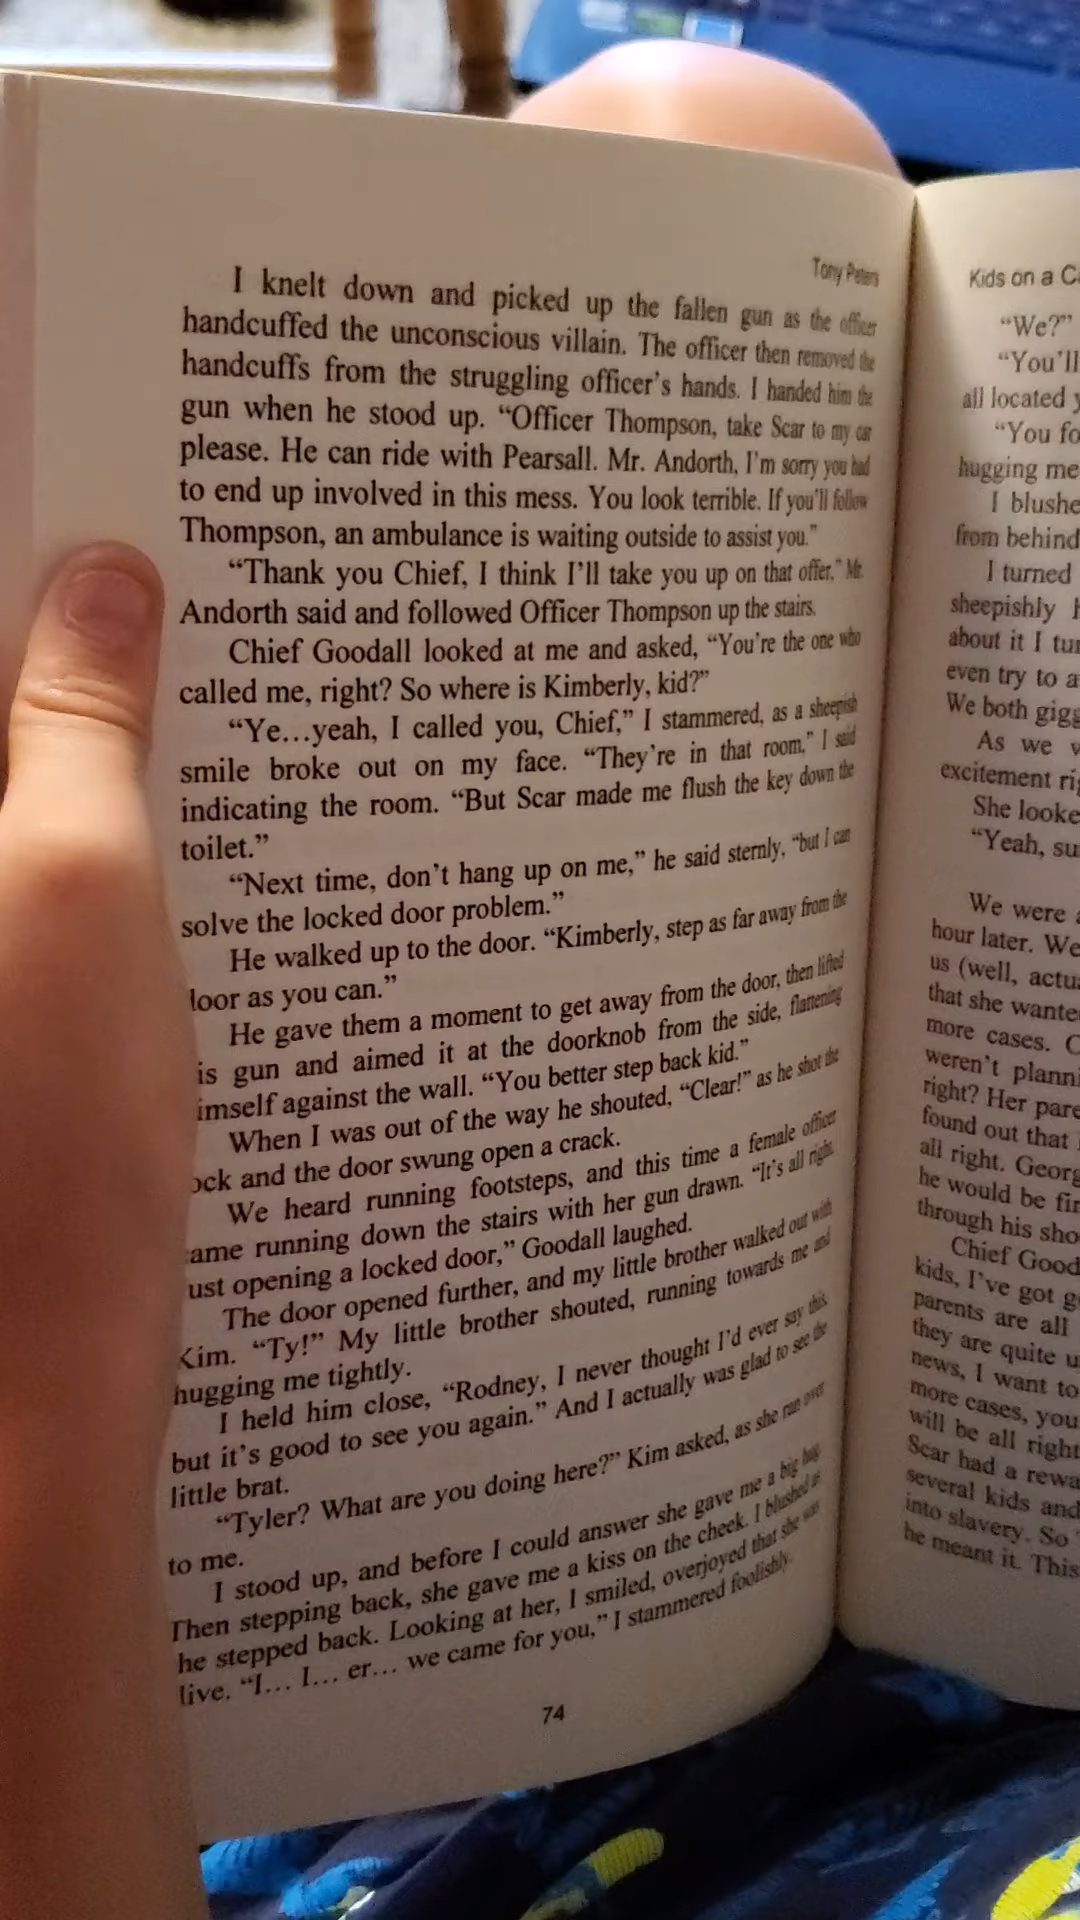 Tony Peters
I knelt down and picked up the fallen gun as the officer
handcuffed the unconscious villain. The officer then removed the
handcuffs from the struggling officer's hands. I handed him the
gun when he stood up. “Officer Thompson, take Scar to my car
please. He can ride with Pearsall. Mr. Andorth, I'm sorry you had
to end up involved in this mess. You look terrible. If you'll follow
Thompson, an ambulance is waiting outside to assist you.”
“Thank you Chief, I think I'll take you up on that offer.” Mr.
Andorth said and followed Officer Thompson up the stairs.
Chief Goodall looked at me and asked, “You're the one who
called me, right? So where is Kimberly, kid?”
“Ye…yeah, I called you, Chief,” I stammered, as a sheepish
smile broke out on my face. “They're in that room,” I said
indicating the room. “But Scar made me flush the key down the
toilet.”
“Next time, don't hang up on me,” he said sternly, “but I can
solve the locked door problem.”
He walked up to the door. “Kimberly, step as far away from the
loor as you can.”
He gave them a moment to get away from the door, then lifted
is gun and aimed it at the doorknob from the side, flattening
imself against the wall. “You better step back kid.”
When I was out of the way he shouted, “Clear!” as he shot the
ock and the door swung open a crack.
We heard running footsteps, and this time a female officer
ame running down the stairs with her gun drawn. “It's all right,
ust opening a locked door,” Goodall laughed.
The door opened further, and my little brother walked out with
Kim. “Ty!” My little brother shouted, running towards me and
hugging me tightly.
I held him close, “Rodney, I never thought I'd ever say this,
but it's good to see you again.” And I actually was glad to see the
little brat.
“Tyler? What are you doing here?” Kim asked, as she ran over
to me.
I stood up, and before I could answer she gave me a big hug.
Then stepping back, she gave me a kiss on the cheek. I blushed as
he stepped back. Looking at her, I smiled, overjoyed that she was
live. “I… I… er… we came for you,” I stammered foolishly.
74
Kids on a Ca
“We?”
“You'll
all located y
“You fo
hugging me
I blushe
from behind
I turned
sheepishly h
about it I tur
even try to a
We both gigg
As we w
excitement rig
She looke
“Yeah, su
We were a
hour later. We
us (well, actua
that she wante
more cases. C
weren't planni
right? Her pare
found out that
all right. Georg
he would be fin
through his sho
Chief Good
kids, I've got g
parents are all
they are quite u
news, I want to
more cases, you
will be all right
Scar had a rewa
several kids and
into slavery. So
he meant it. This